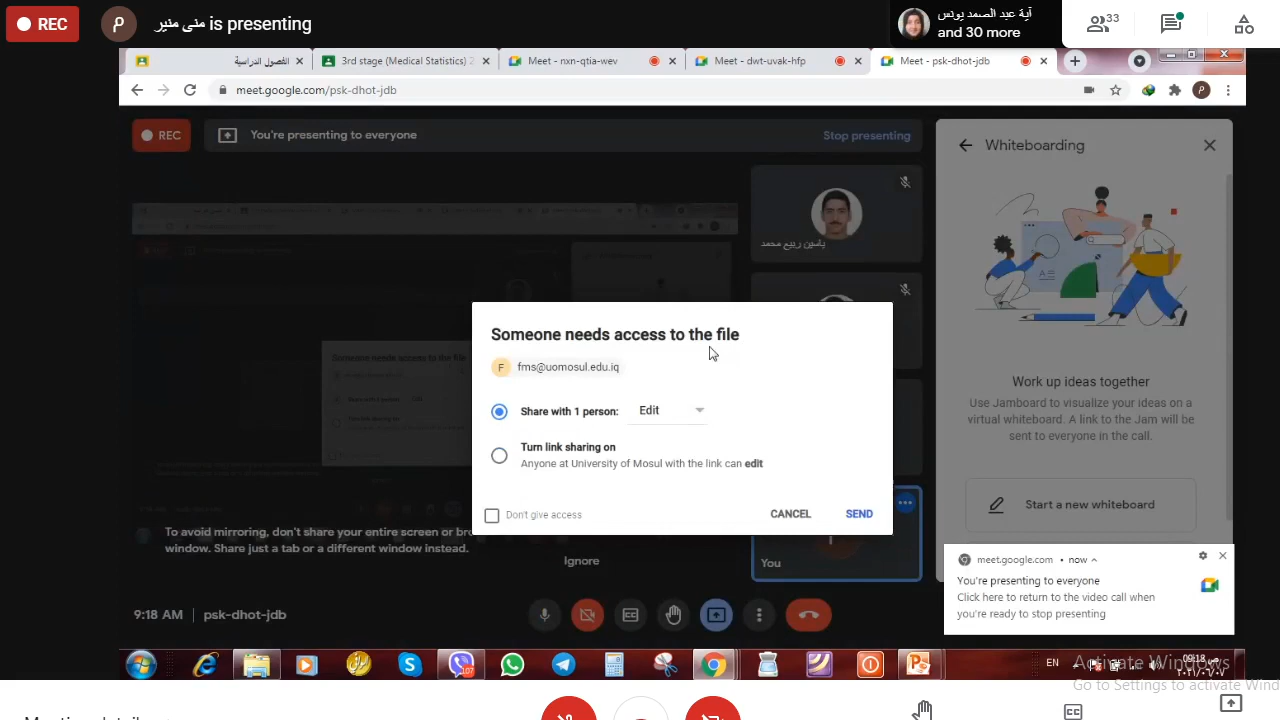 REC
م
منى منير is presenting
آية عبد الصمد يونس
and 30 more
33
الفصول الدراسية
3rd stage (Medical Statistics)
Meet - nxn-qtia-wev
Meet - dwt-uvak-hfp
Meet - psk-dhot-jdb
meet.google.com/psk-dhot-jdb
م
REC
You're presenting to everyone
Stop presenting
Whiteboarding
ياسين ربيع محمد
Work up ideas together
Use Jamboard to visualize your ideas on a
virtual whiteboard. A link to the Jam will be
sent to everyone in the call.
Start a new whiteboard
Someone needs access to the file
F
fms@uomosul.edu.iq
Share with 1 person:
Edit
Turn link sharing on
Anyone at University of Mosul with the link can edit
Don't give access
CANCEL
SEND
To avoid mirroring, don't share your entire screen or bro
window. Share just a tab or a different window instead.
Ignore
You
meet.google.com • now
You're presenting to everyone
Click here to return to the video call when
you're ready to stop presenting
9:18 AM
psk-dhot-jdb
107
EN
09:18 ص
Activate Windows
Go to Settings to activate Wind